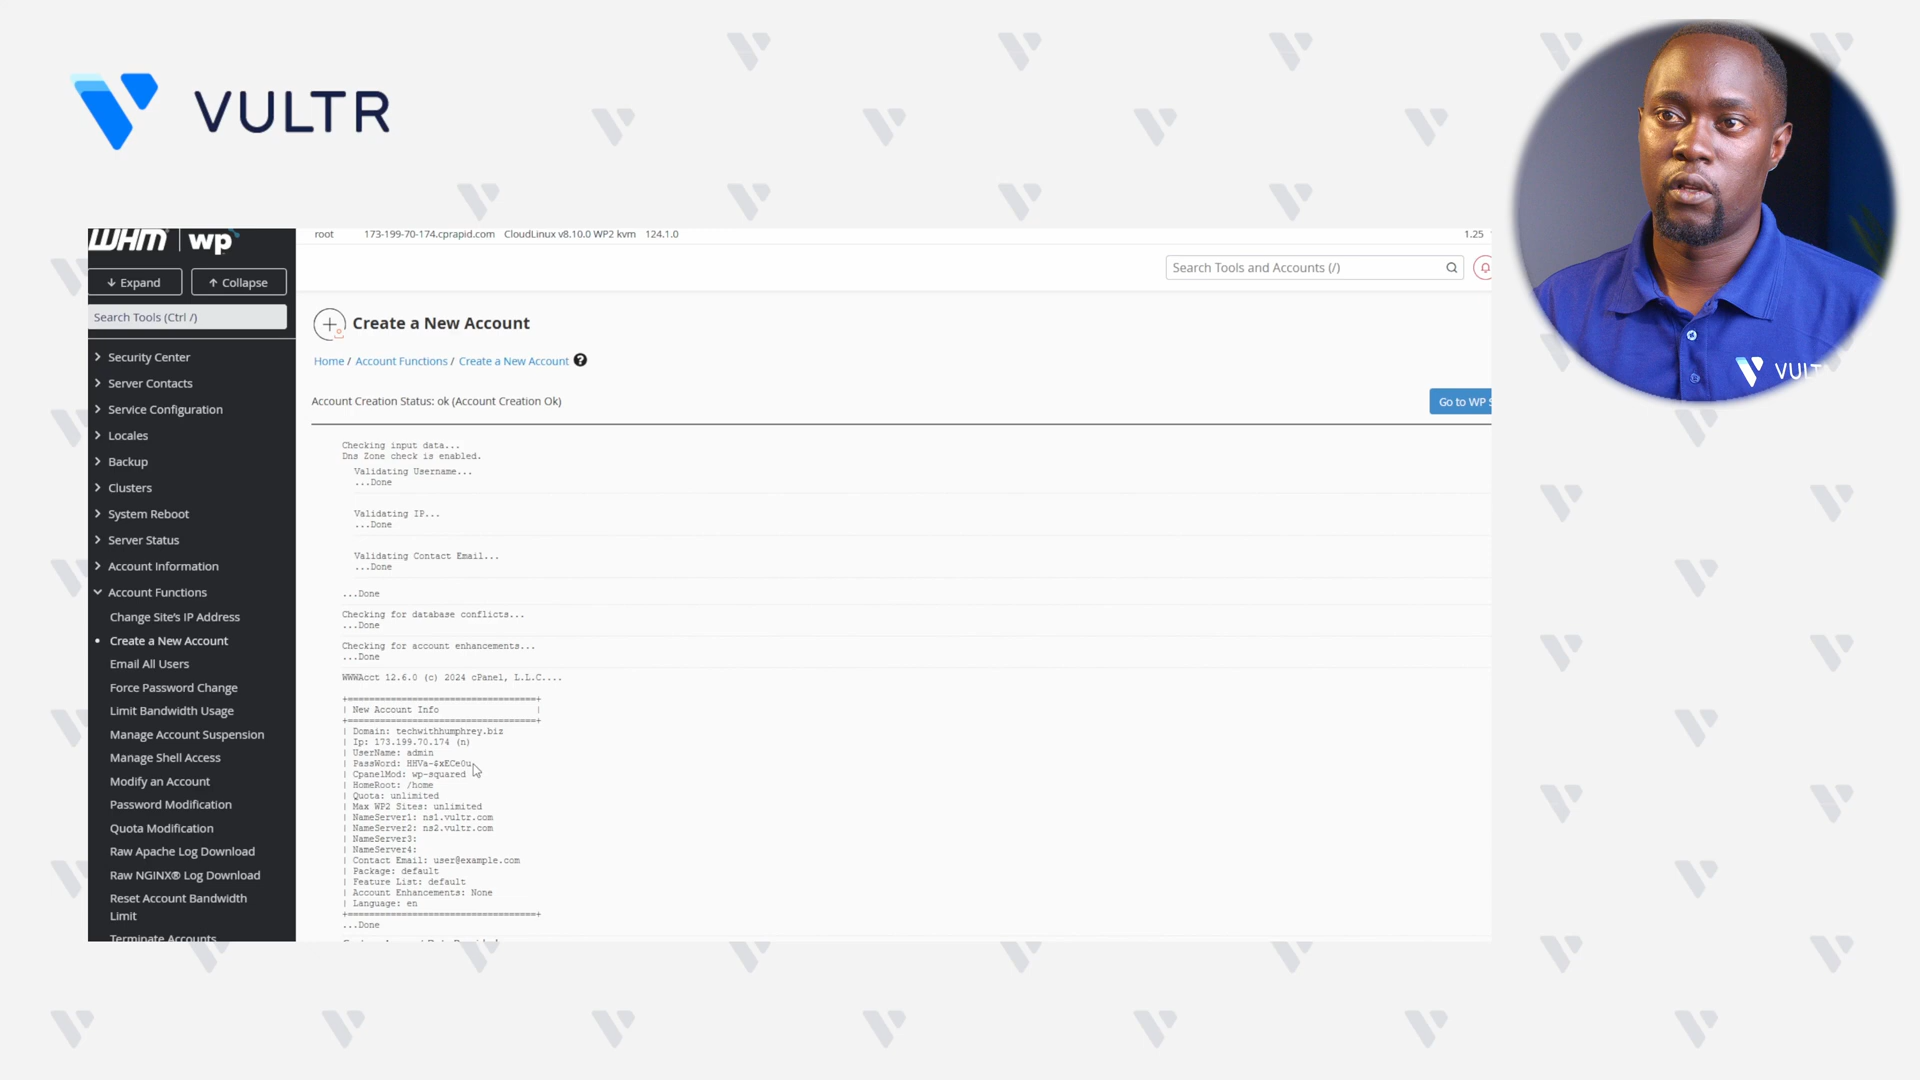 VULTR
WHM wp
root 173-199-70-174.cprapid.com CloudLinux v8.10.0 WP2 kvm 124.1.0 1.25
Expand Collapse
Search Tools and Accounts (/)
Search Tools (Ctrl /)
Create a New Account
Home / Account Functions / Create a New Account
Account Creation Status: ok (Account Creation Ok)
Go to WP
Security Center
Server Contacts
Service Configuration
Locales
Backup
Clusters
System Reboot
Server Status
Account Information
Account Functions
Change Site's IP Address
Create a New Account
Email All Users
Force Password Change
Limit Bandwidth Usage
Manage Account Suspension
Manage Shell Access
Modify an Account
Password Modification
Quota Modification
Raw Apache Log Download
Raw NGINX® Log Download
Reset Account Bandwidth
Limit
Terminate Accounts
Checking input data...
Dns Zone check is enabled.
Validating Username...
...Done
Validating IP...
...Done
Validating Contact Email...
...Done
...Done
Checking for database conflicts...
...Done
Checking for account enhancements...
...Done
WWWAcct 12.6.0 (c) 2024 cPanel, L.L.C....
+===================================+
| New Account Info |
+===================================+
| Domain: techwithhumphrey.biz
| Ip: 173.199.70.174 (n)
| UserName: admin
| PassWord: HHVa-$xECe0u
| CpanelMod: wp-squared
| HomeRoot: /home
| Quota: unlimited
| Max WP2 Sites: unlimited
| NameServer1: ns1.vultr.com
| NameServer2: ns2.vultr.com
| NameServer3:
| NameServer4:
| Contact Email: user@example.com
| Package: default
| Feature List: default
| Account Enhancements: None
| Language: en
+===================================+
...Done
VULTR